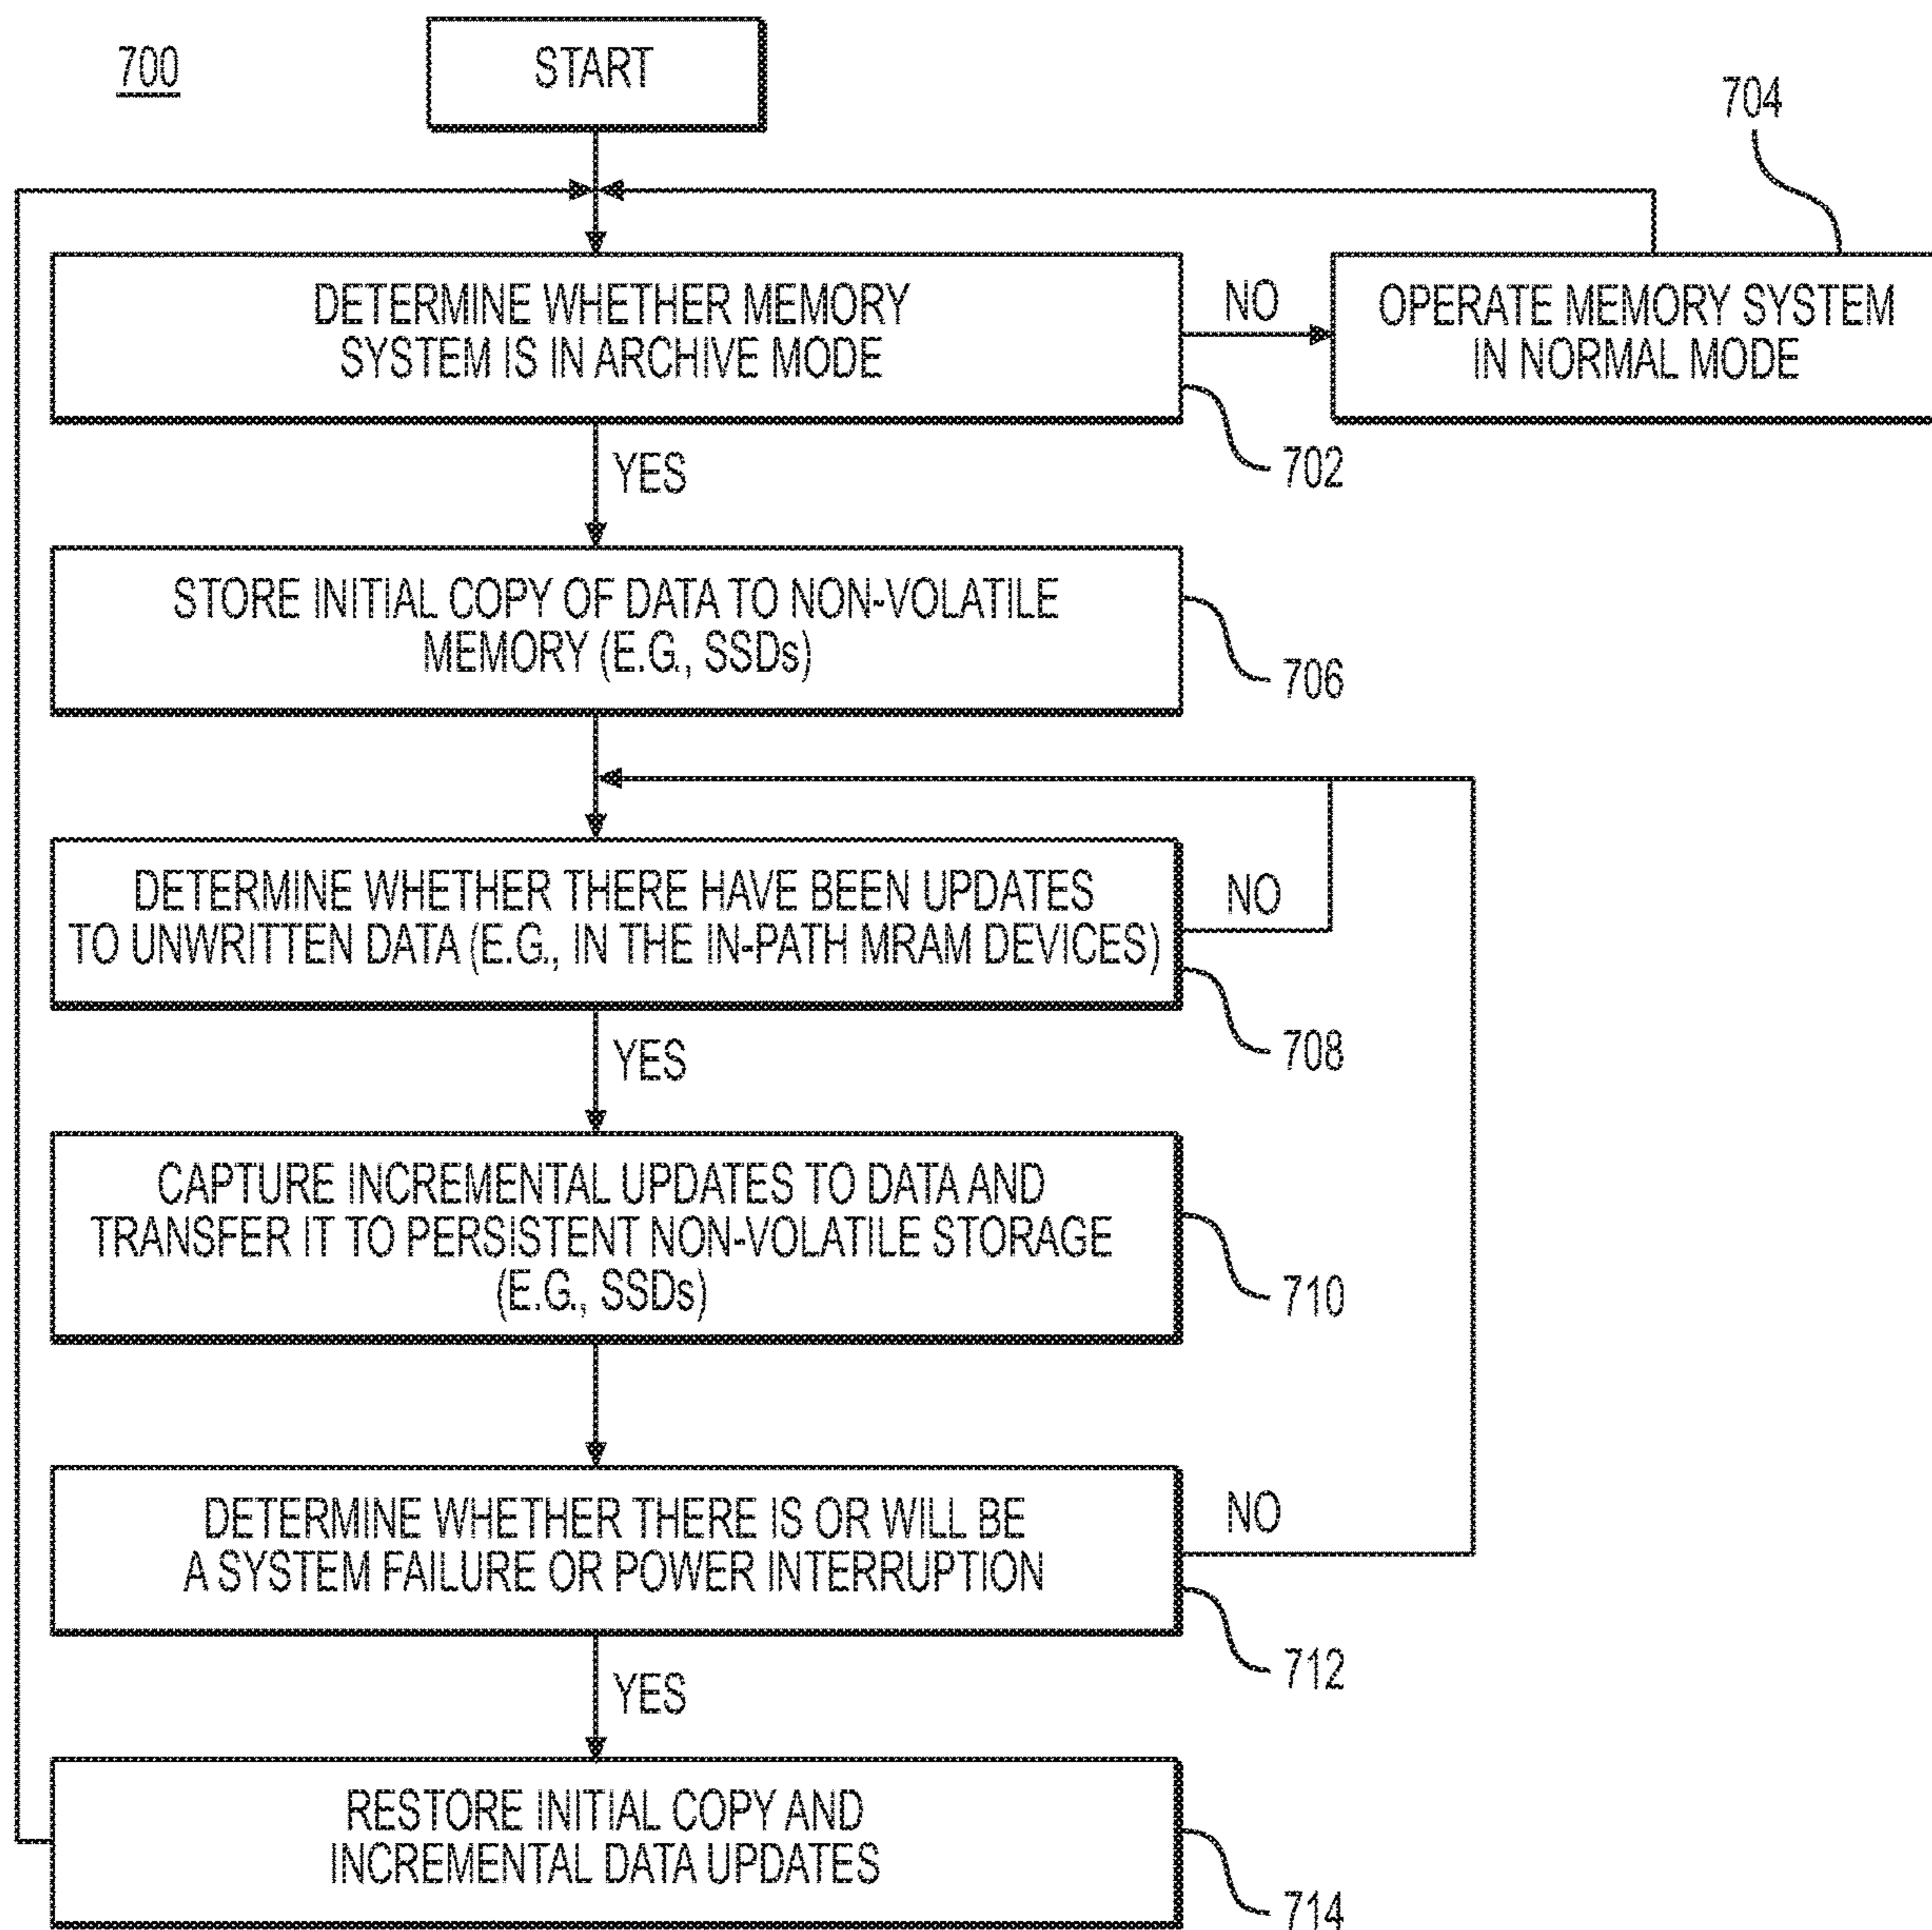 700
START
704
DETERMINE WHETHER MEMORY
SYSTEM IS IN ARCHIVE MODE
NO
OPERATE MEMORY SYSTEM
IN NORMAL MODE
702
YES
STORE INITIAL COPY OF DATA TO NON-VOLATILE
MEMORY (E.G., SSDs)
706
DETERMINE WHETHER THERE HAVE BEEN UPDATES
TO UNWRITTEN DATA (E.G., IN THE IN-PATH MRAM DEVICES)
NO
708
YES
CAPTURE INCREMENTAL UPDATES TO DATA AND
TRANSFER IT TO PERSISTENT NON-VOLATILE STORAGE
(E.G., SSDs)
710
DETERMINE WHETHER THERE IS OR WILL BE
A SYSTEM FAILURE OR POWER INTERRUPTION
NO
712
YES
RESTORE INITIAL COPY AND
INCREMENTAL DATA UPDATES
714